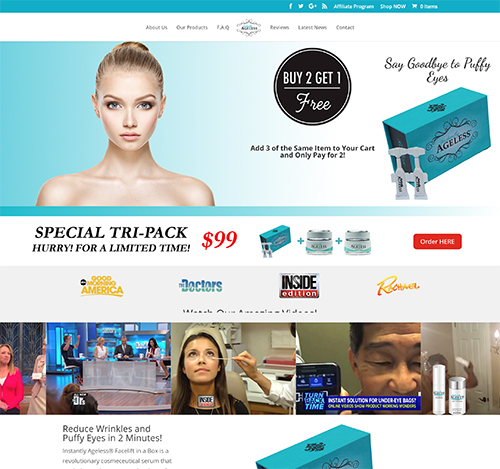 Affiliate Program Shop NOW 0 Items
About Us Our Products F.A.Q AGELESS Reviews Latest News Contact
BUY 2 GET 1
Free
Say Goodbye to Puffy
Eyes
Add 3 of the Same Item to Your Cart
and Only Pay for 2!
AGELESS
SPECIAL TRI-PACK
HURRY! FOR A LIMITED TIME!
$99
+ +
Order HERE
abc GOOD MORNING AMERICA
The Doctors
INSIDE edition
Rachael
Watch Our Amazing Videos!
INSIDE
TURN BACK TIME
INSTANT SOLUTION FOR UNDER-EYE BAGS?
ONLINE VIDEOS SHOW PRODUCT WORKING WONDERS
Reduce Wrinkles and
Puffy Eyes in 2 Minutes!
Instantly Ageless® Facelift in a Box is a
revolutionary cosmeceutical serum that